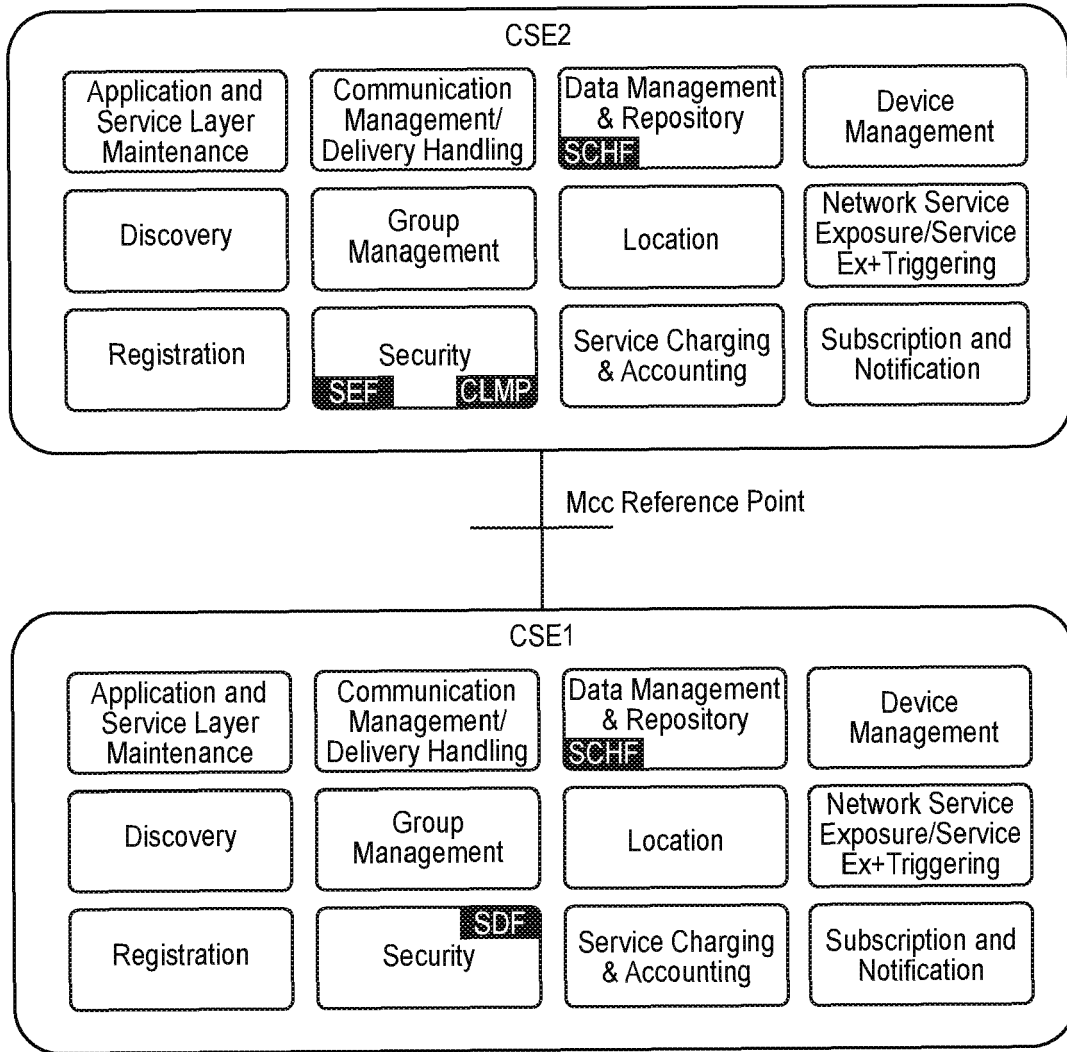 CSE2
Application and
Service Layer
Maintenance
Communication
Management/
Delivery Handling
Data Management
& Repository
SCHF
Device
Management
Discovery
Group
Management
Location
Network Service
Exposure/Service
Ex+Triggering
Registration
Security
SEF
CLMP
Service Charging
& Accounting
Subscription and
Notification
Mcc Reference Point
CSE1
Application and
Service Layer
Maintenance
Communication
Management/
Delivery Handling
Data Management
& Repository
SCHF
Device
Management
Discovery
Group
Management
Location
Network Service
Exposure/Service
Ex+Triggering
Registration
SDF
Security
Service Charging
& Accounting
Subscription and
Notification